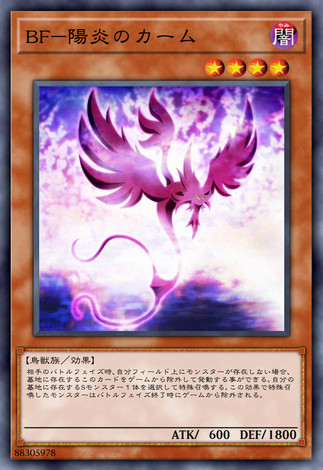 BF－陽炎のカーム
闇
やみ
【鳥獣族／効果】
相手のバトルフェイズ時、自分フィールド上にモンスターが存在しない場合、
墓地に存在するこのカードをゲームから除外して発動する事ができる。自分の
墓地に存在するSモンスター１体を選択して特殊召喚する。この効果で特殊召
喚したモンスターはバトルフェイズ終了時にゲームから除外される。
ATK/ 600 DEF/1800
88305978